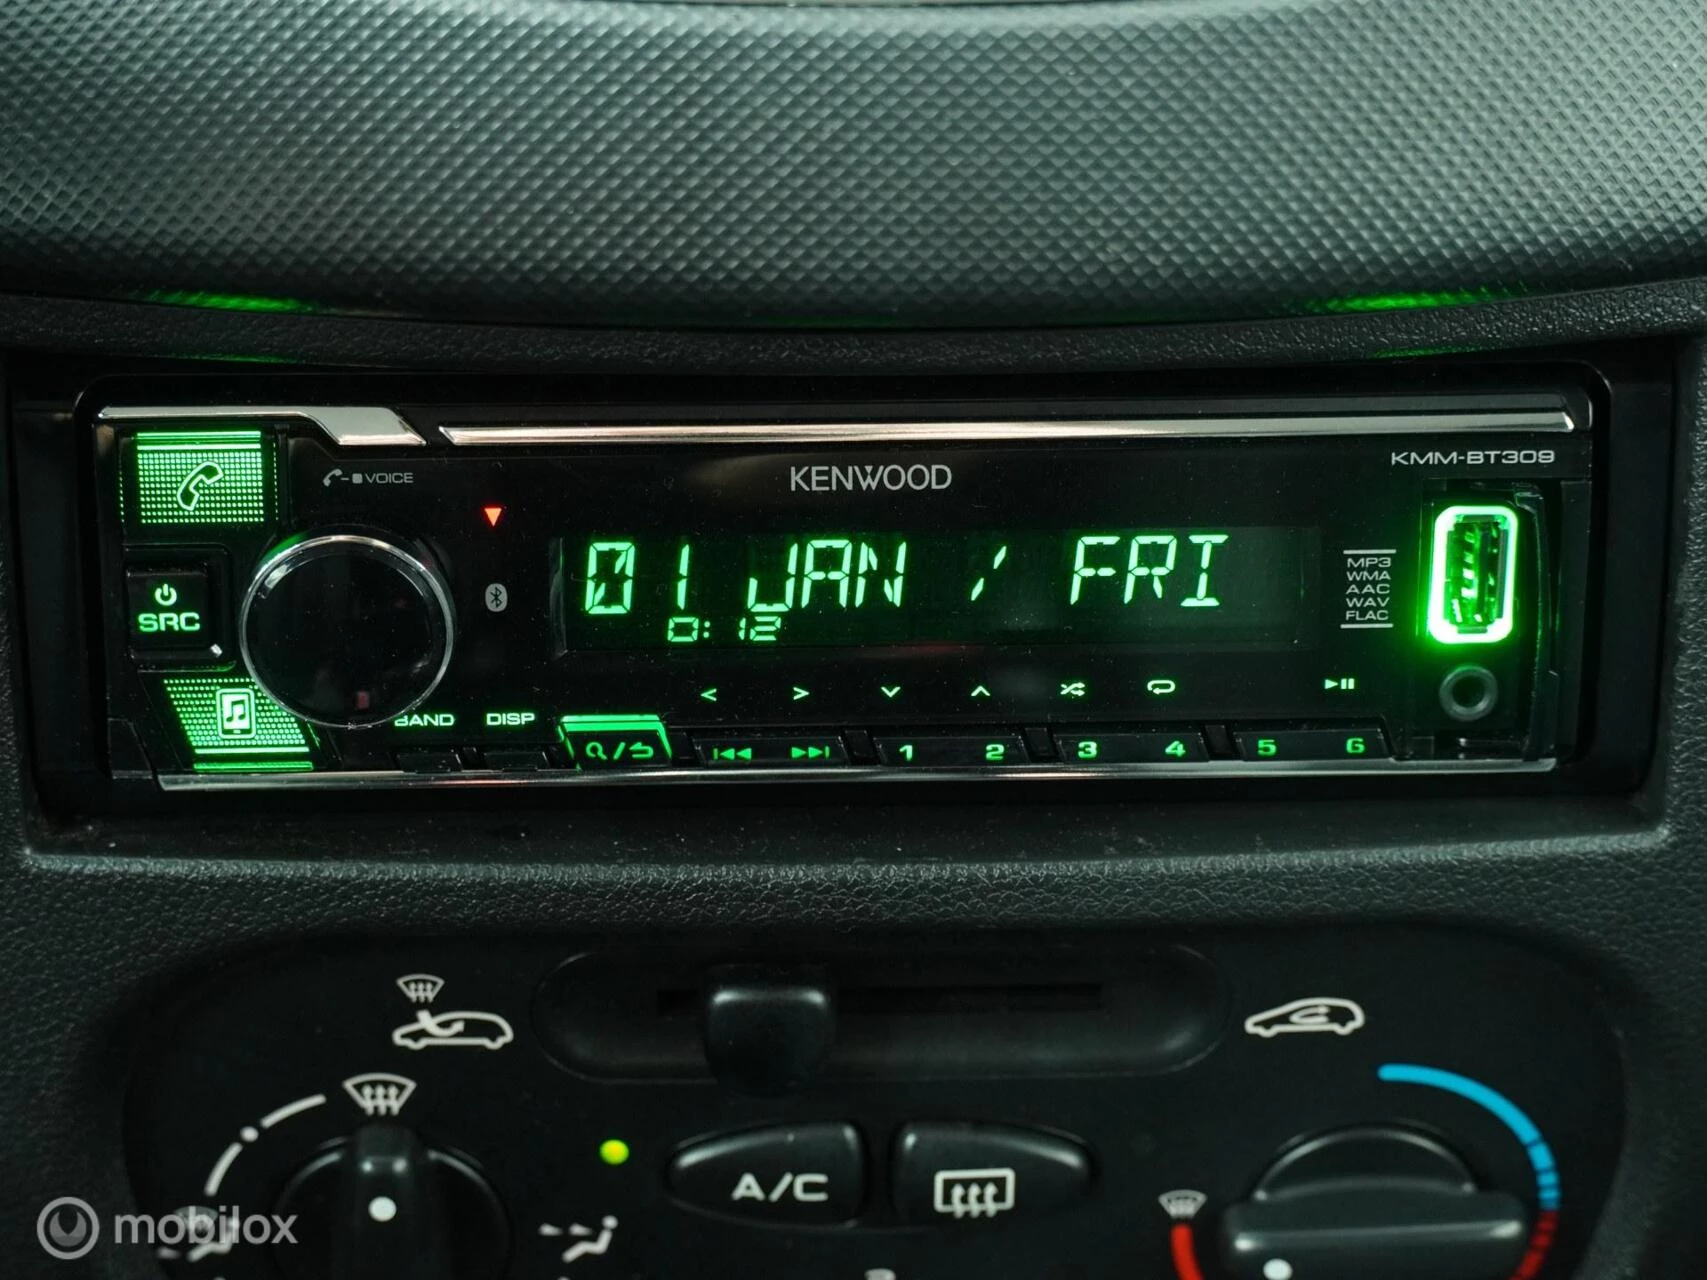 VOICE
KENWOOD
KMM-BT309
01 JAN / FRI
0:12
MP3
WMA
AAC
WAV
FLAC
SRC
BAND
DISP
1
2
3
4
5
6
A/C
mobilox